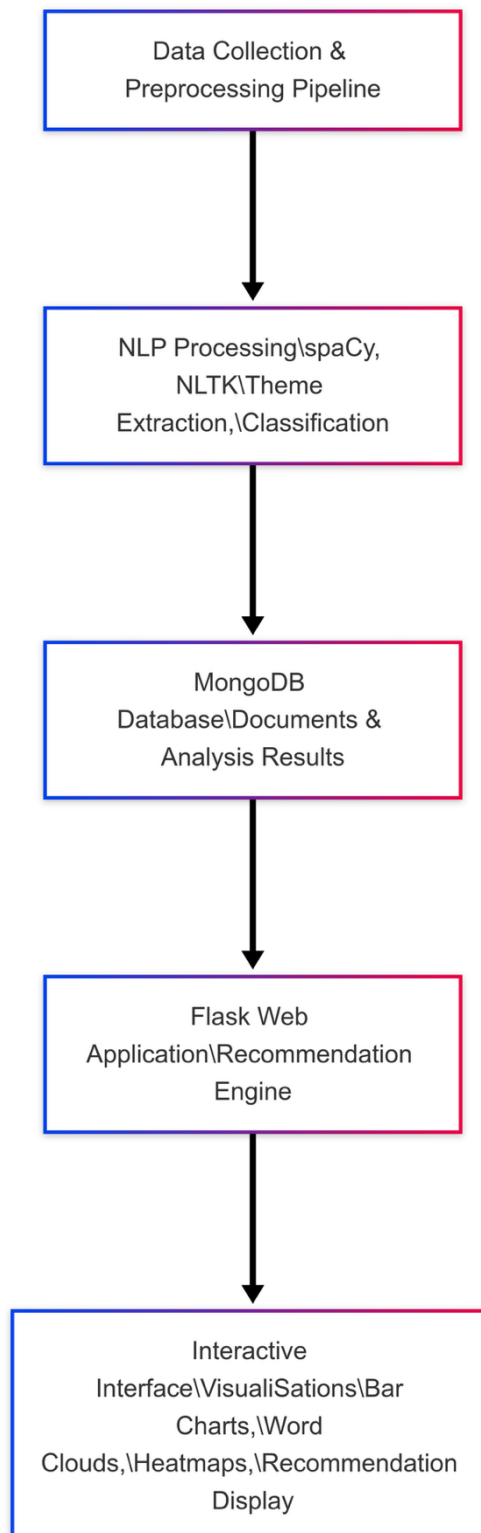 Data Collection &
Preprocessing Pipeline
NLP Processing\spaCy,
NLTK\Theme
Extraction,\Classification
MongoDB
Database\Documents &
Analysis Results
Flask Web
Application\Recommendation
Engine
Interactive
Interface\VisualiSations\Bar
Charts,\Word
Clouds,\Heatmaps,\Recommendation
Display